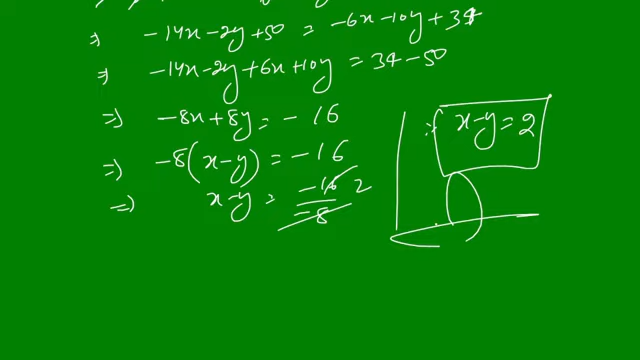 ⇒ -14x-2y+50 = -6x-10y+34
⇒ -14x-2y+6x+10y = 34-50
⇒ -8x+8y = -16
⇒ -8(x-y) = -16
⇒ x-y = -16/-8 2
∴ x-y=2